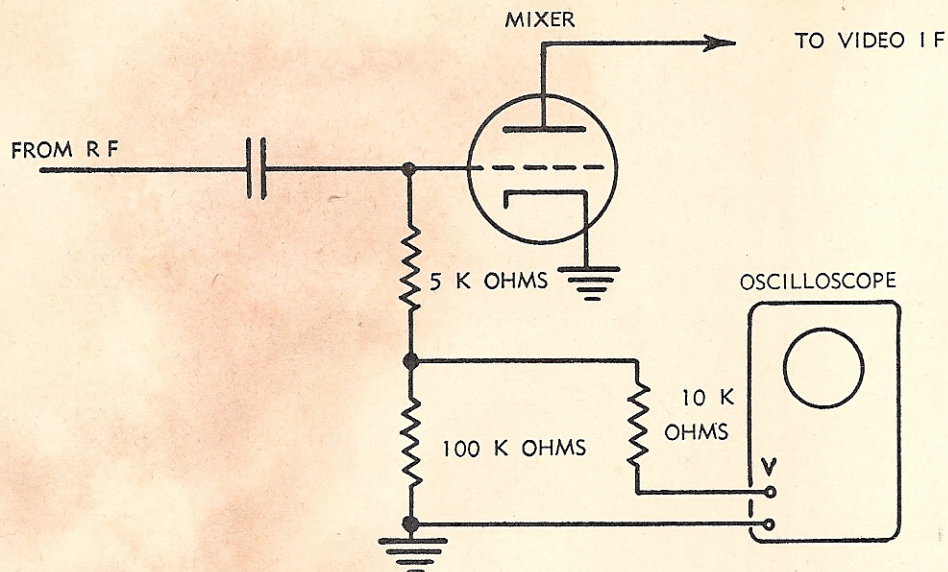 MIXER
TO VIDEO I F
FROM R F
5 K OHMS
OSCILLOSCOPE
10 K
OHMS
100 K OHMS
V